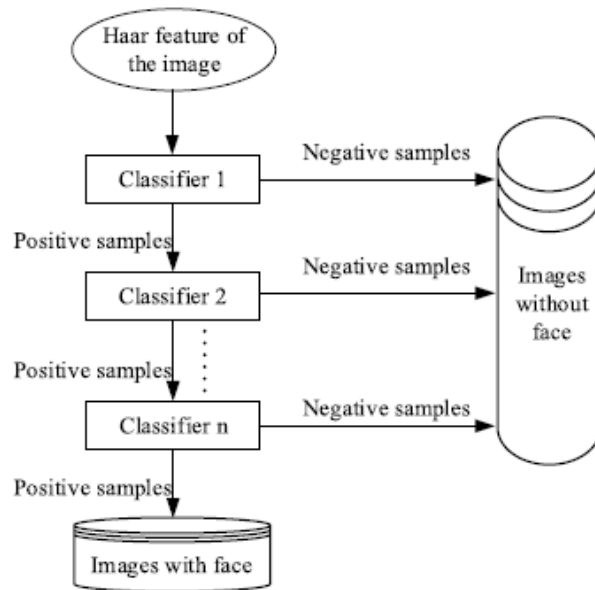 Haar feature of
the image
Negative samples
Classifier 1
Positive samples
Negative samples
Classifier 2
Images
without
face
Positive samples
Negative samples
Classifier n
Positive samples
Images with face